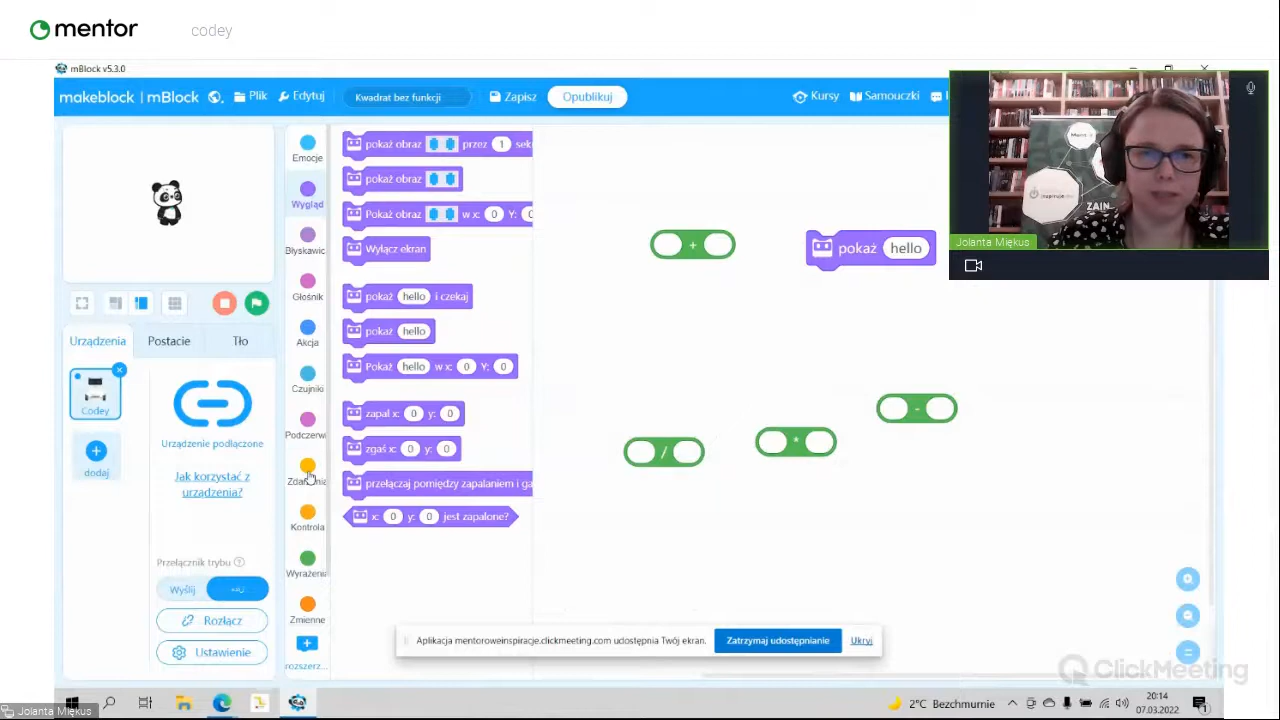 mentor codey
mBlock v5.3.0
makeblock | mBlock Plik Edytuj Kwadrat bez funkcji Zapisz Opublikuj Kursy Samouczki
Emocje
Wygląd
Błyskawic
Głośnik
Akcja
Czujniki
Podczerw
Kontrola
Wyrażenia
Zmienne
rozszerz...
pokaż obraz przez 1 sek
pokaż obraz
Pokaż obraz w x: 0 Y: 0
Wyłącz ekran
pokaż hello i czekaj
pokaż hello
Pokaż hello w x: 0 Y: 0
zapal x: 0 y: 0
zgaś x: 0 y: 0
przełączaj pomiędzy zapalaniem i ga
x: 0 y: 0 jest zapalone?
+
pokaż hello
-
/
*
Urządzenia Postacie Tło
Codey
dodaj
Urządzenie podłączone
Jak korzystać z
urządzenia?
Przełącznik trybu ?
Wyślij
Rozłącz
Ustawienie
ZAIN
Jolanta Miękus
Aplikacja mentoroweinspiracje.clickmeeting.com udostępnia Twój ekran. Zatrzymaj udostępnianie Ukryj
ClickMeeting
Jolanta Miękus
2°C Bezchmurnie
20:14
07.03.2022